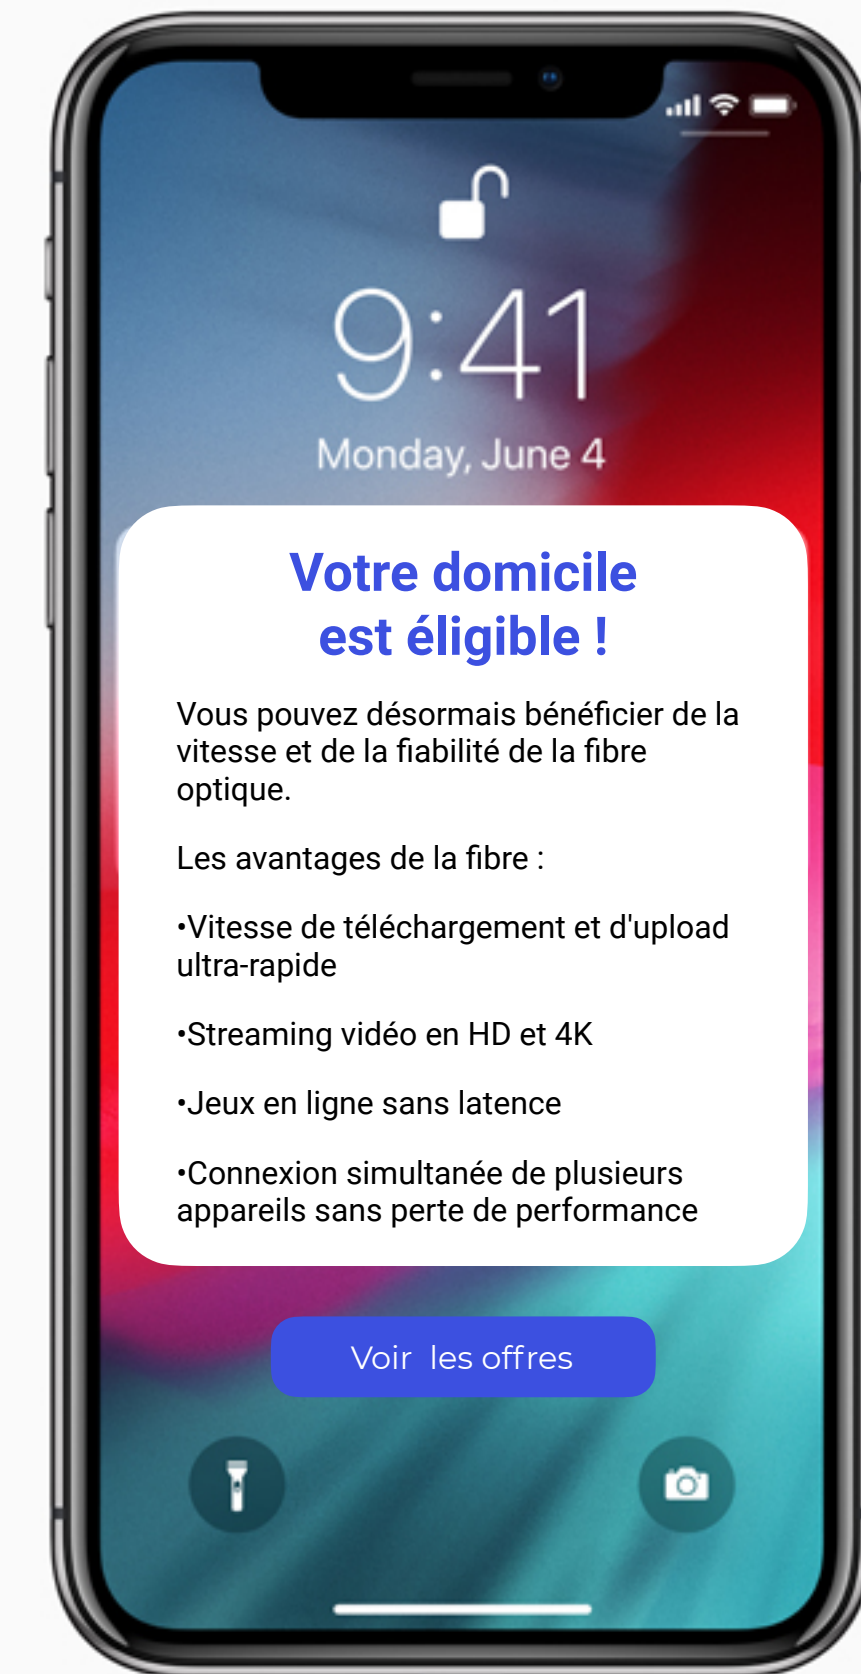 9:41
Monday, June 4
Votre domicile
est éligible !
Vous pouvez désormais bénéficier de la
vitesse et de la fiabilité de la fibre
optique.
Les avantages de la fibre :
•Vitesse de téléchargement et d'upload
ultra-rapide
•Streaming vidéo en HD et 4K
•Jeux en ligne sans latence
•Connexion simultanée de plusieurs
appareils sans perte de performance
Voir  les offres